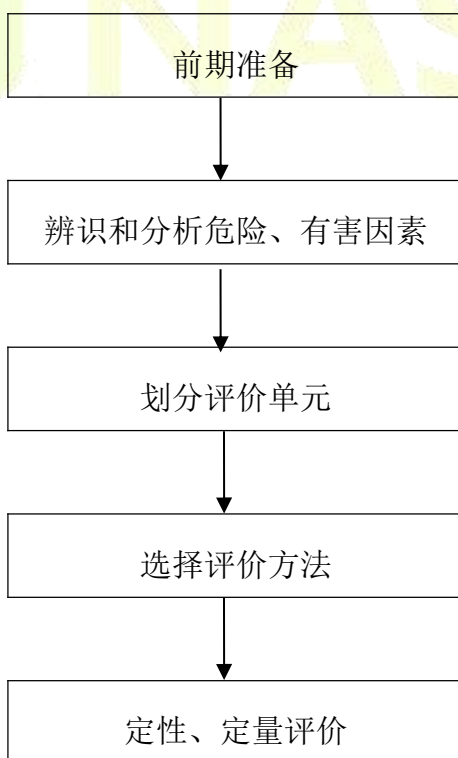 前期准备
辨识和分析危险、有害因素
划分评价单元
选择评价方法
定性、定量评价